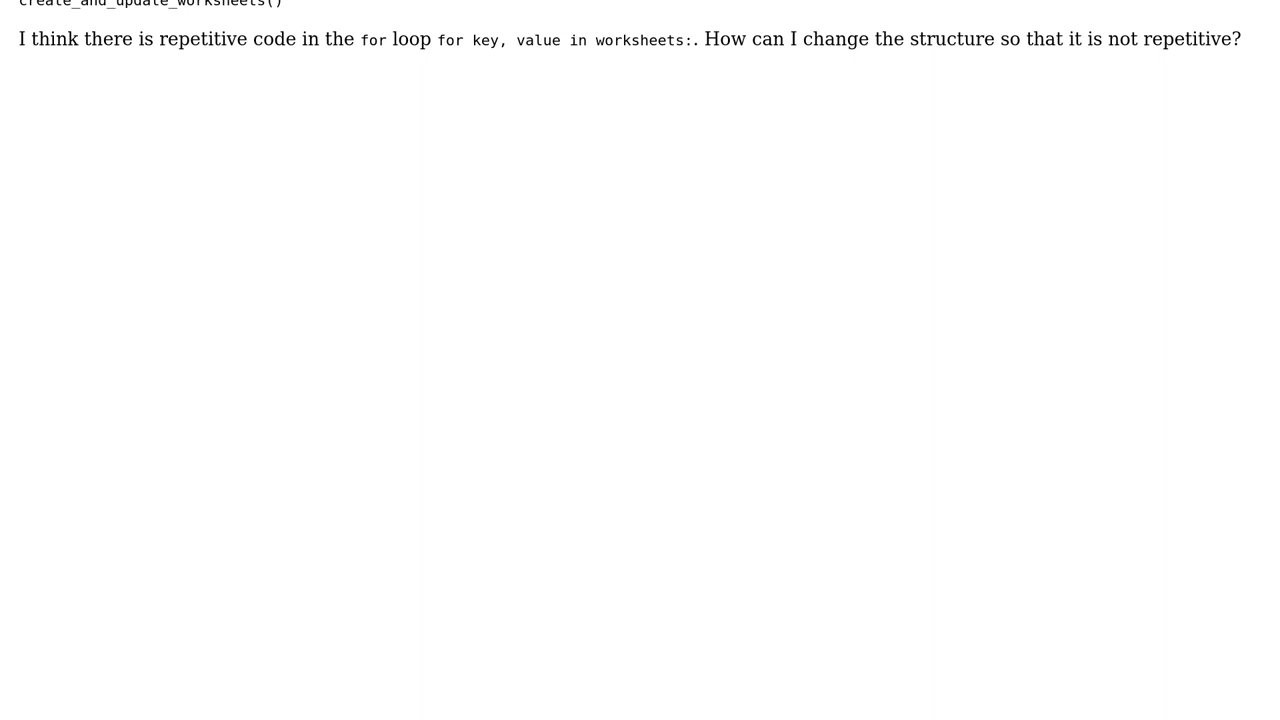 create_and_update_worksheets()
I think there is repetitive code in the for loop for key, value in worksheets:. How can I change the structure so that it is not repetitive?